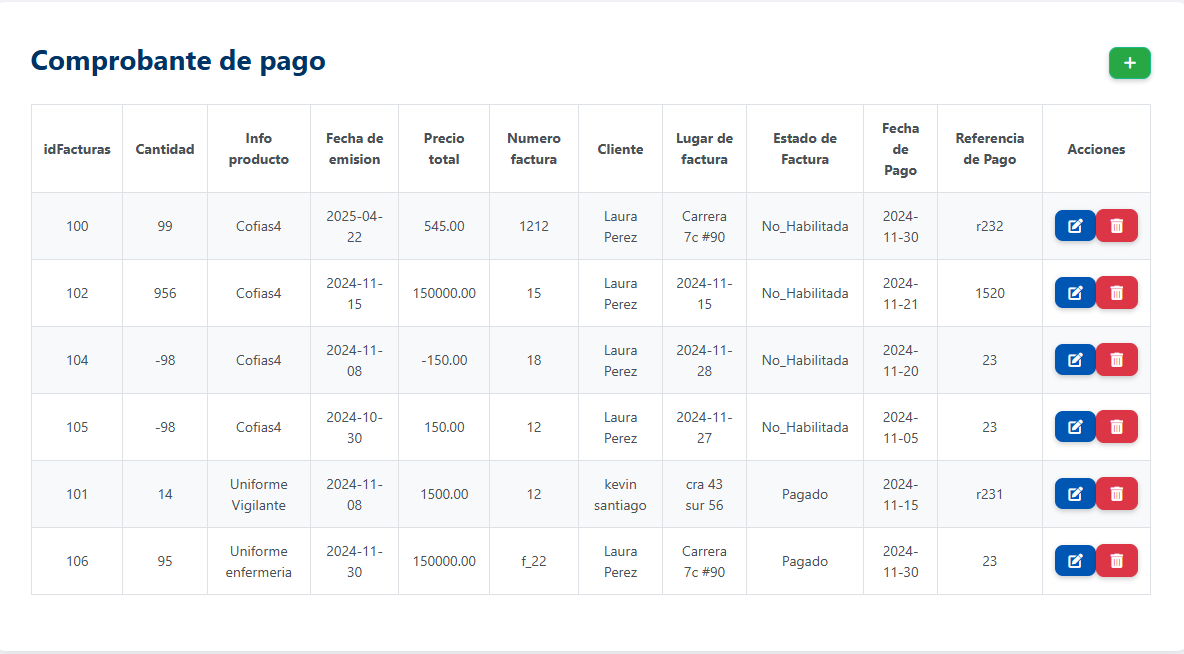 Comprobante de pago
+
idFacturas Cantidad Info producto Fecha de emision Precio total Numero factura Cliente Lugar de factura Estado de Factura Fecha de Pago Referencia de Pago Acciones
100 99 Cofias4 2025-04-22 545.00 1212 Laura Perez Carrera 7c #90 No_Habilitada 2024-11-30 r232
102 956 Cofias4 2024-11-15 150000.00 15 Laura Perez 2024-11-15 No_Habilitada 2024-11-21 1520
104 -98 Cofias4 2024-11-08 -150.00 18 Laura Perez 2024-11-28 No_Habilitada 2024-11-20 23
105 -98 Cofias4 2024-10-30 150.00 12 Laura Perez 2024-11-27 No_Habilitada 2024-11-05 23
101 14 Uniforme Vigilante 2024-11-08 1500.00 12 kevin santiago cra 43 sur 56 Pagado 2024-11-15 r231
106 95 Uniforme enfermeria 2024-11-30 150000.00 f_22 Laura Perez Carrera 7c #90 Pagado 2024-11-30 23